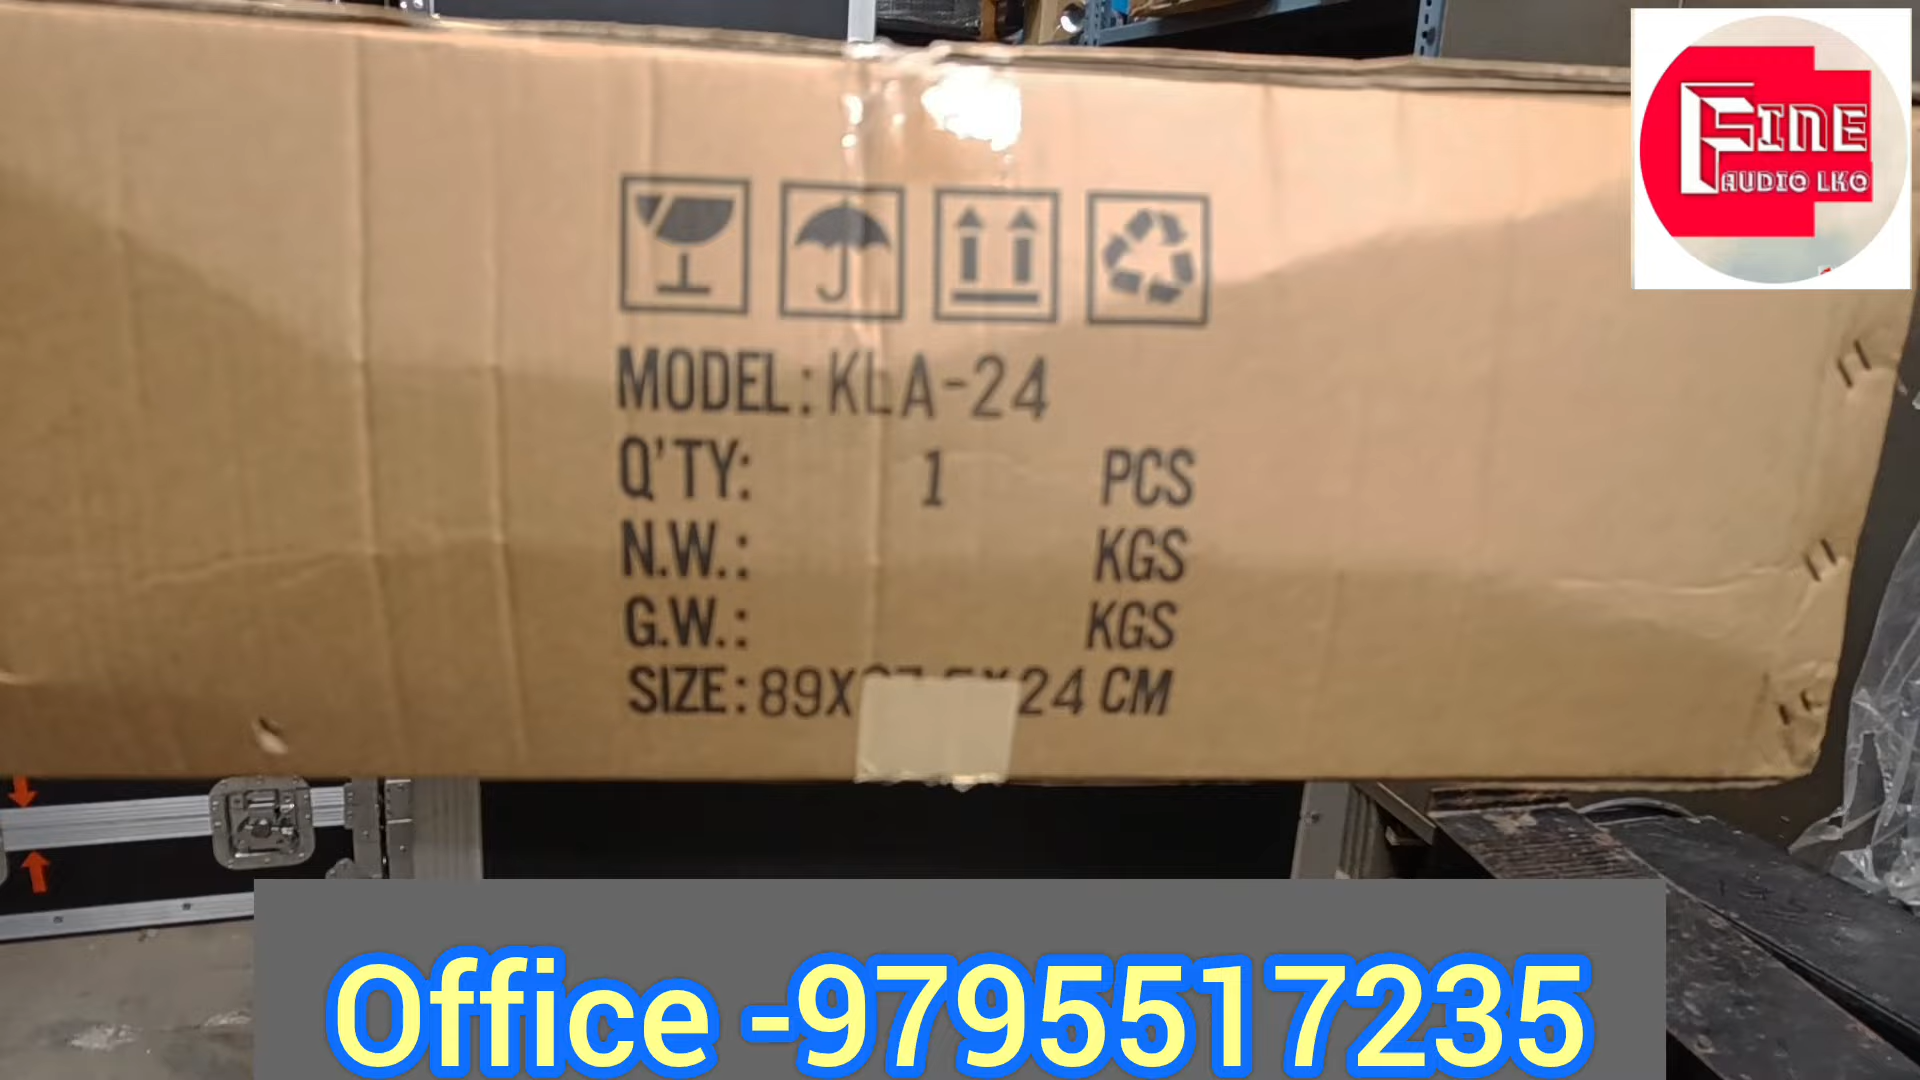 FINE
AUDIO LKO
MODEL:KLA-24
Q'TY: 1 PCS
N.W.: KGS
G.W.: KGS
SIZE:89X 24 CM
Office -9795517235